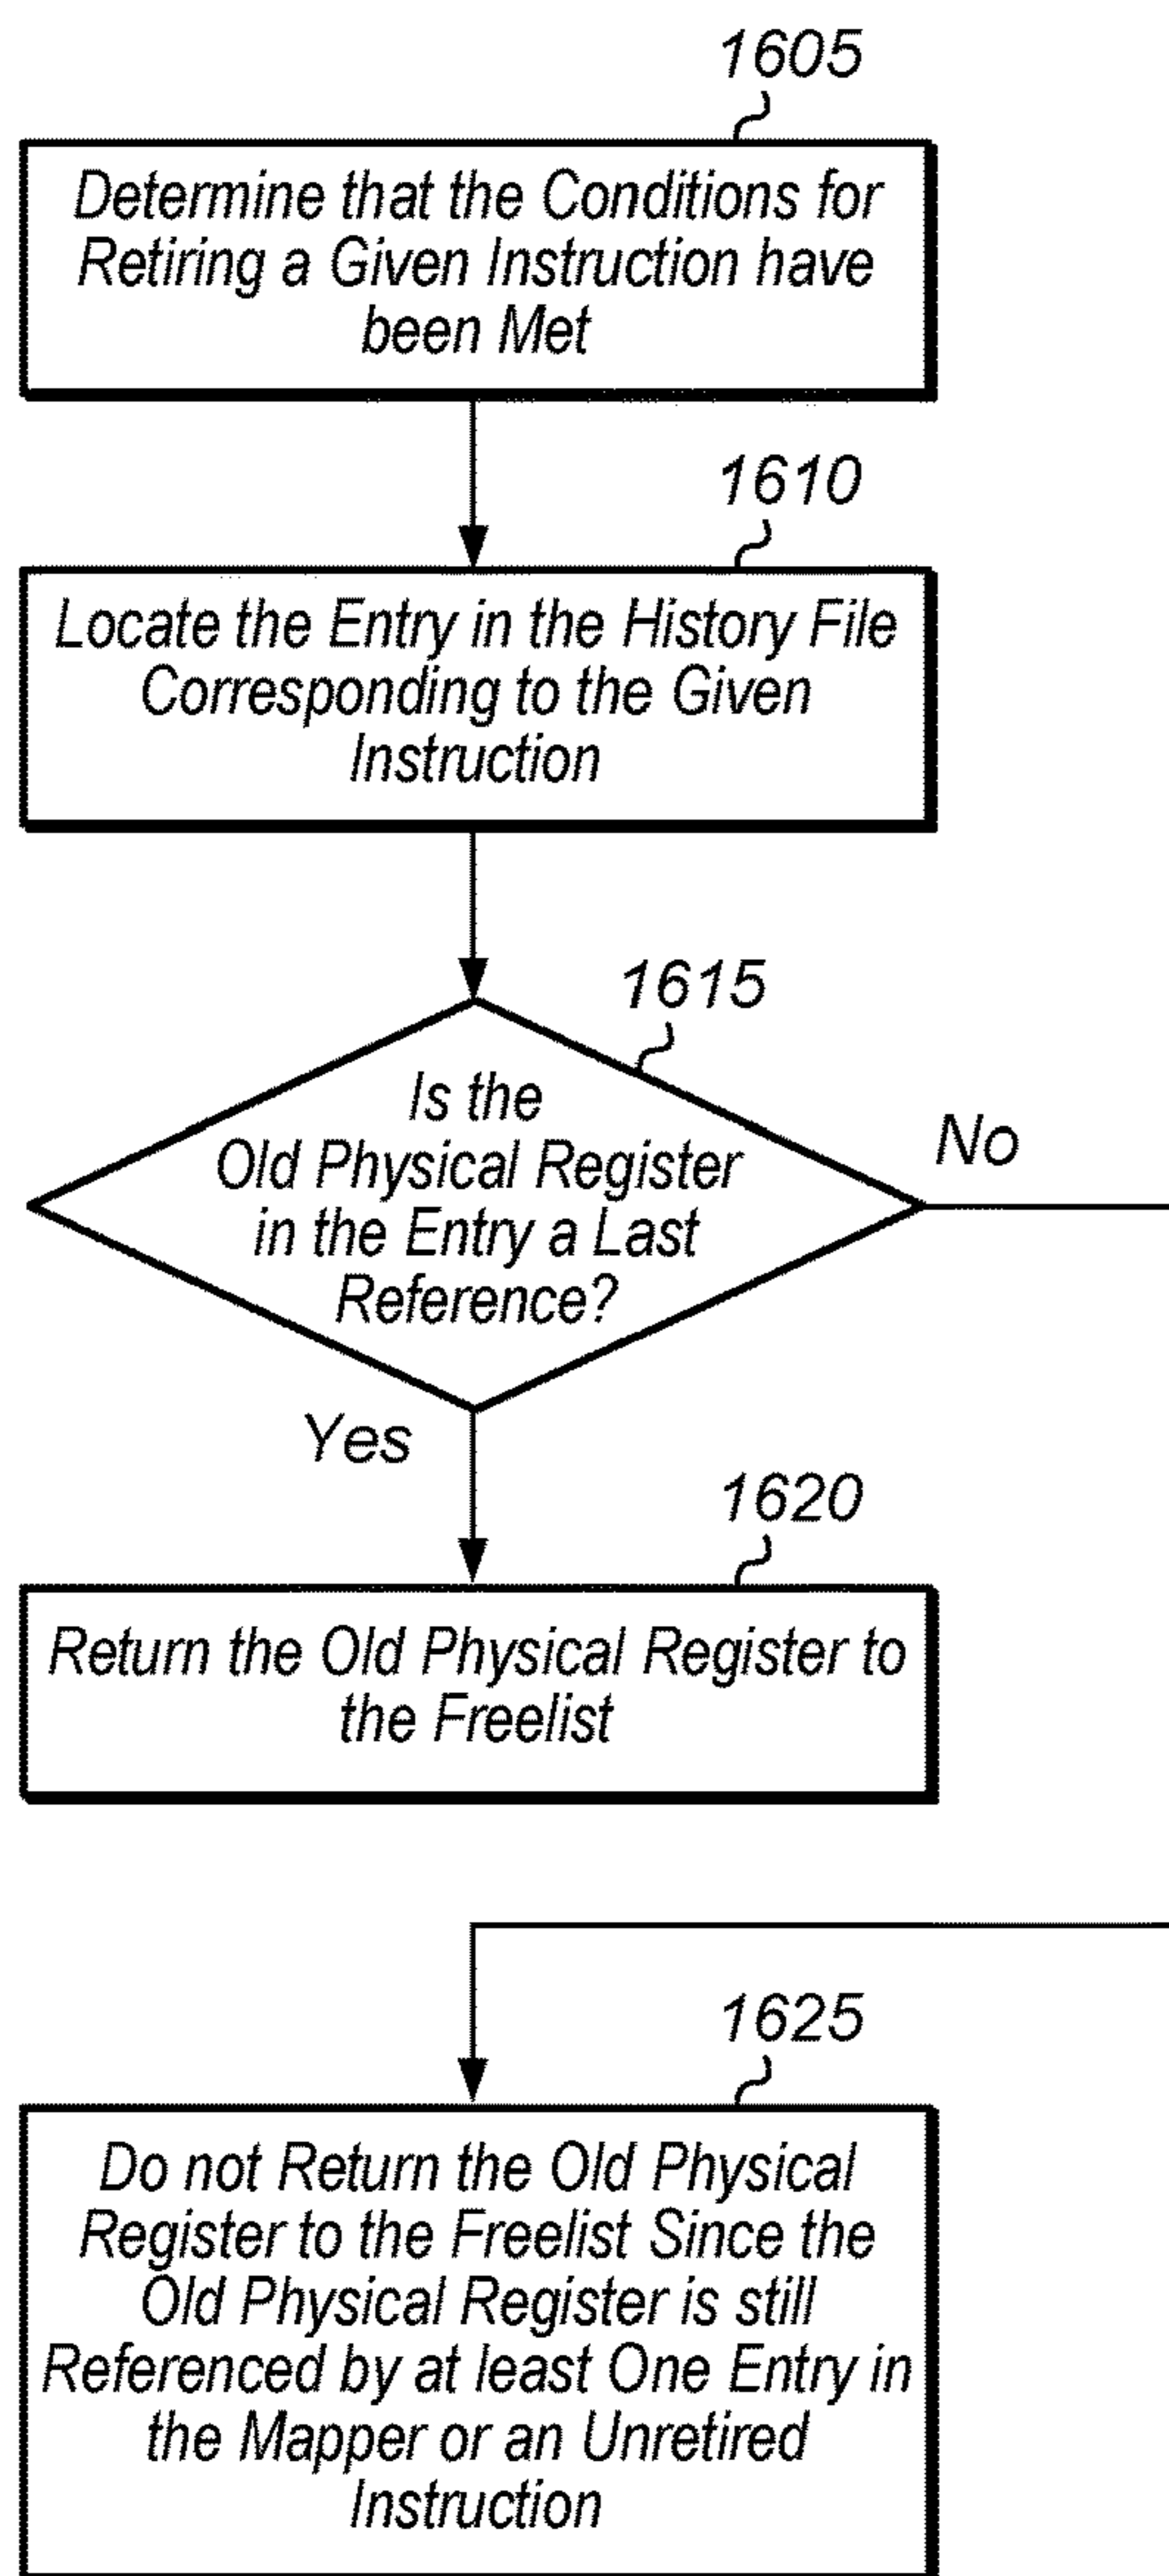 1605
Determine that the Conditions for
Retiring a Given Instruction have
been Met
1610
Locate the Entry in the History File
Corresponding to the Given
Instruction
1615
Is the
Old Physical Register
in the Entry a Last
Reference?
No
Yes
1620
Return the Old Physical Register to
the Freelist
1625
Do not Return the Old Physical
Register to the Freelist Since the
Old Physical Register is still
Referenced by at least One Entry in
the Mapper or an Unretired
Instruction